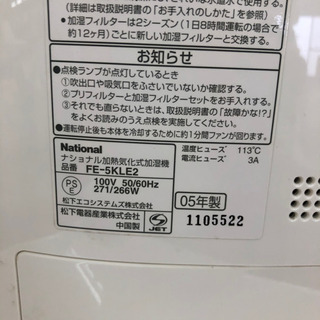 (詳細は取扱説明書の「お手入れのしかた」を参照)
●加湿フィルターは2シーズン(1日8時間運転の場合で
約12ヶ月)ごとに新しい加湿フィルターと交換する。
お知らせ
●点検ランプが点灯しているとき
①吹出口や吸気口をふさいでいないか確認する。
②プリフィルターと加湿フィルターセットをお手入れする。
③それでも直らないときは、取扱説明書の「故障かな!?」を
よくお読みのうえご対応ください。
●運転停止後も本体を冷却するために約1分間ファンが回ります。
National
ナショナル加熱気化式加湿機
品番 FE-5KLE2
100V 50/60Hz
271/266W
温度ヒューズ 113℃
電流ヒューズ 3A
PS
E
松下エコシステムズ株式会社
松下電器産業株式会社
中国製
JET
05年製
1105522